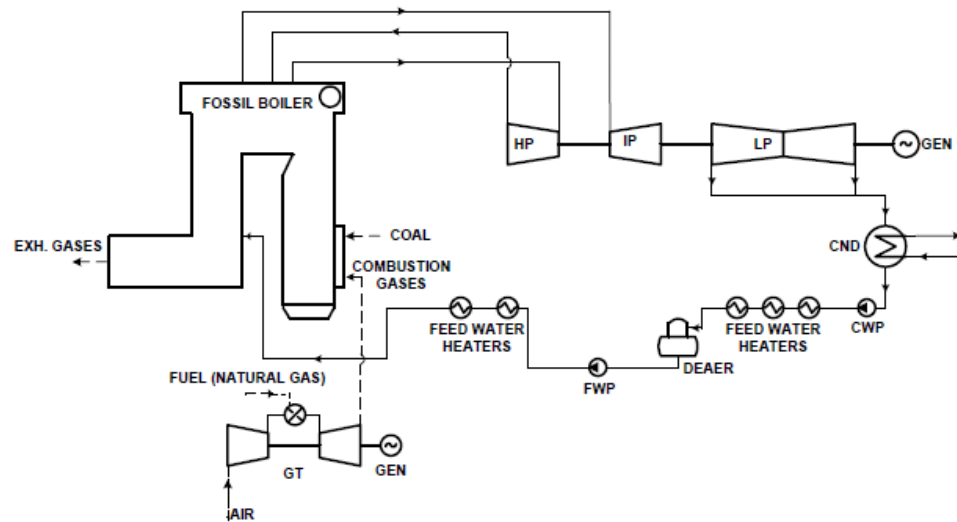 FOSSIL BOILER
HP
IP
LP
GEN
EXH. GASES
COAL
COMBUSTION
GASES
CND
FEED WATER
HEATERS
FEED WATER
HEATERS
CWP
DEAER
FWP
FUEL (NATURAL GAS)
GT
GEN
AIR